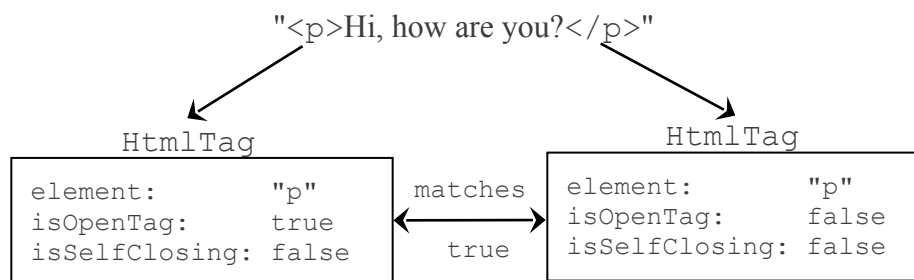 "<p>Hi, how are you?</p>"
HtmlTag
element: "p"
isOpenTag: true
isSelfClosing: false
matches
true
HtmlTag
element: "p"
isOpenTag: false
isSelfClosing: false